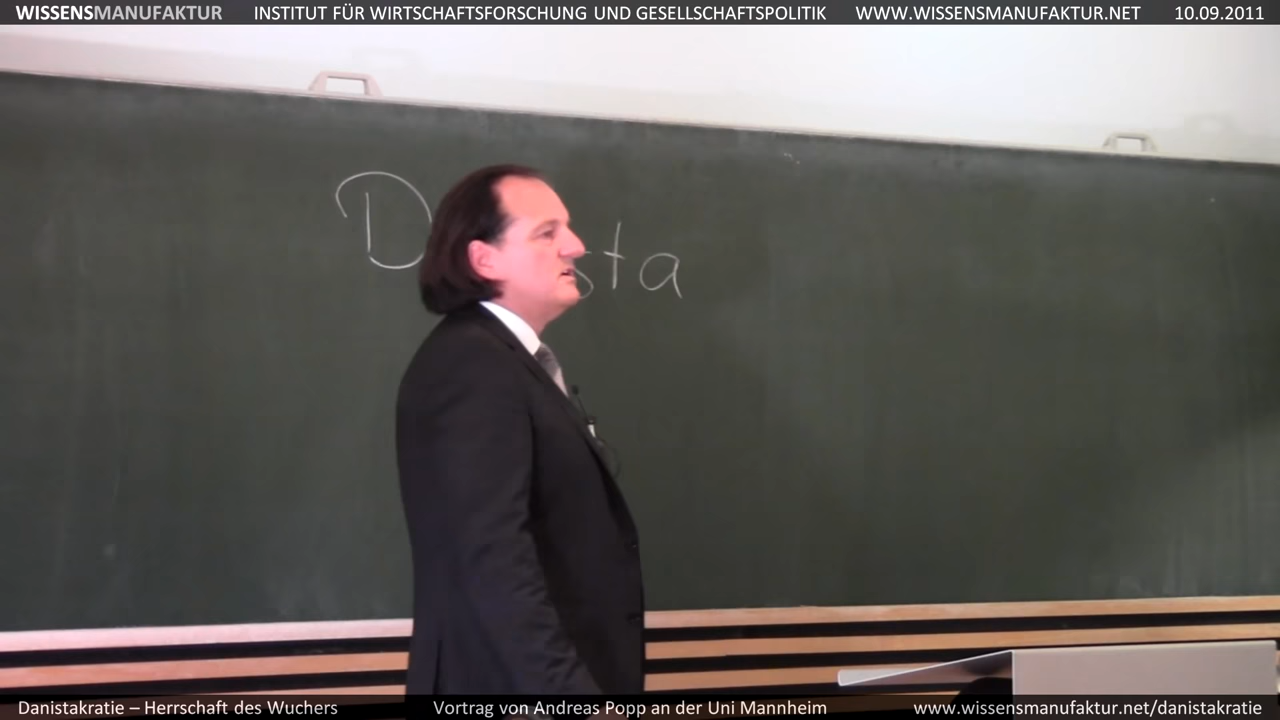 WISSENSMANUFAKTUR INSTITUT FÜR WIRTSCHAFTSFORSCHUNG UND GESELLSCHAFTSPOLITIK WWW.WISSENSMANUFAKTUR.NET 10.09.2011
D sta
Danistakratie – Herrschaft des Wuchers Vortrag von Andreas Popp an der Uni Mannheim www.wissensmanufaktur.net/danistakratie